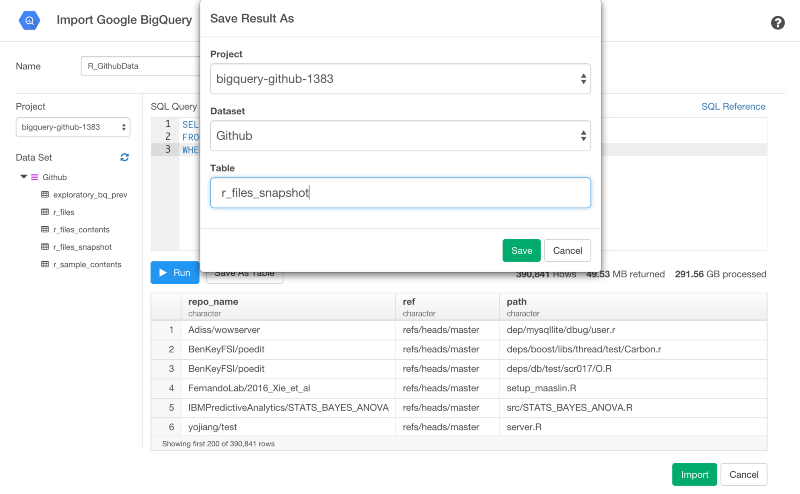 Import Google BigQuery
Save Result As
Project
bigquery-github-1383
Dataset
Github
Table
r_files_snapshot
Save Cancel
Name R_GithubData
Project
bigquery-github-1383
Data Set
Github
exploratory_bq_prev
r_files
r_files_contents
r_files_snapshot
r_sample_contents
SQL Query SQL Reference
1 SEL
2 FRO
3 WHE
Run Save As Table 390,841 Rows 49.53 MB returned 291.56 GB processed
repo_name ref path
character character character
1 Adiss/wowserver refs/heads/master dep/mysqllite/dbug/user.r
2 BenKeyFSI/poedit refs/heads/master deps/boost/libs/thread/test/Carbon.r
3 BenKeyFSI/poedit refs/heads/master deps/db/test/scr017/O.R
4 FernandoLab/2016_Xie_et_al refs/heads/master setup_maaslin.R
5 IBMPredictiveAnalytics/STATS_BAYES_ANOVA refs/heads/master src/STATS_BAYES_ANOVA.R
6 yojiang/test refs/heads/master server.R
Showing first 200 of 390,841 rows
Import Cancel